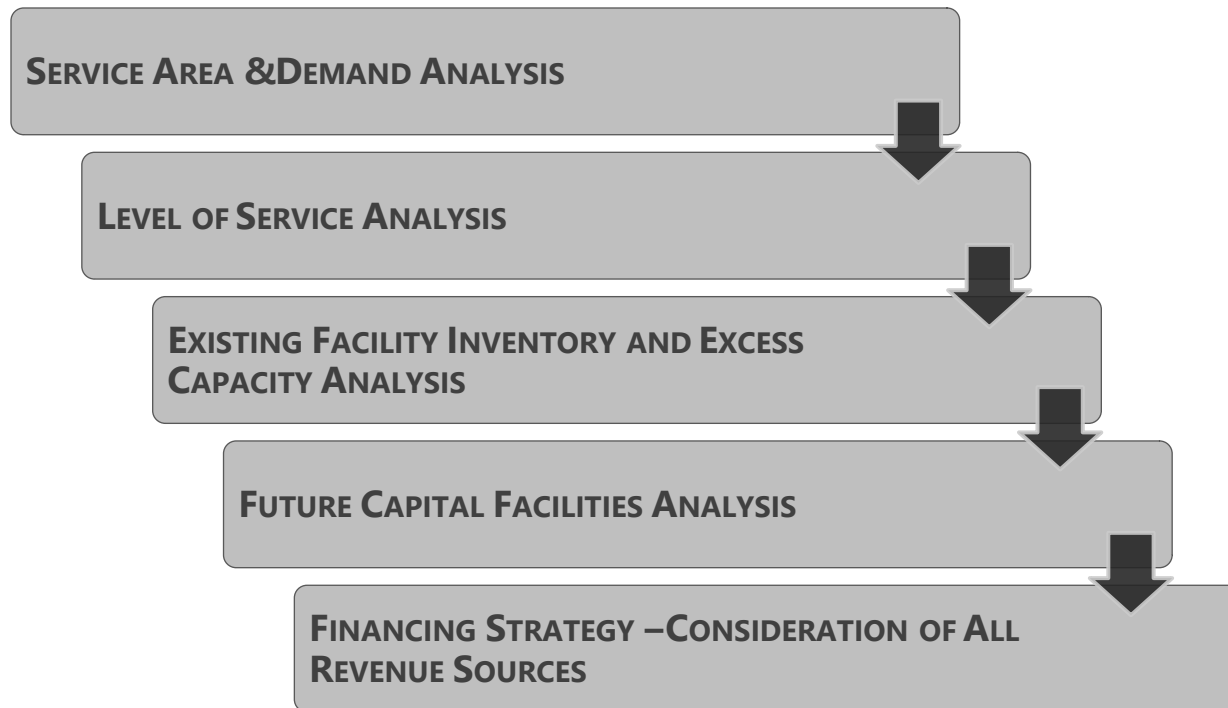 SERVICE AREA &DEMAND ANALYSIS
LEVEL OF SERVICE ANALYSIS
EXISTING FACILITY INVENTORY AND EXCESS
CAPACITY ANALYSIS
FUTURE CAPITAL FACILITIES ANALYSIS
FINANCING STRATEGY –CONSIDERATION OF ALL
REVENUE SOURCES